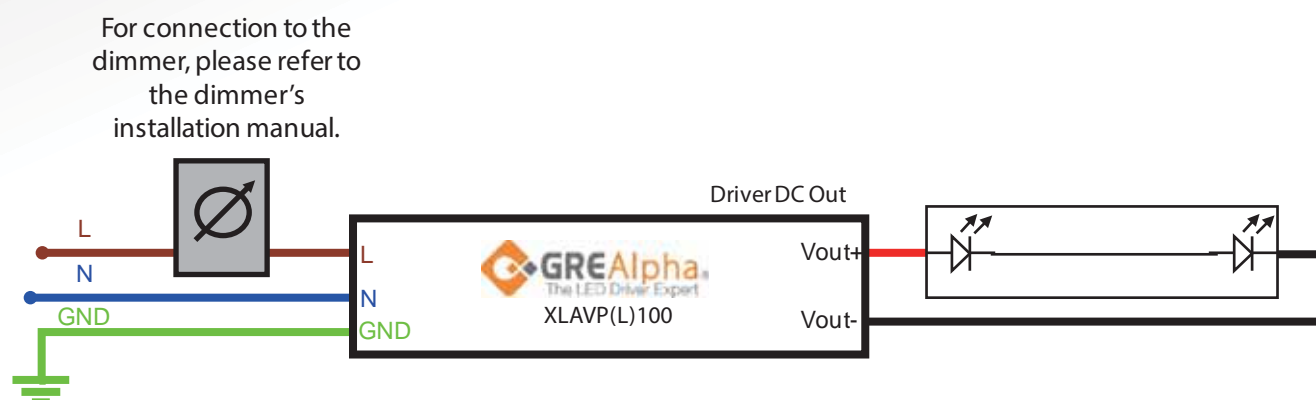 For connection to the
dimmer, please refer to
the dimmer's
installation manual.
Driver DC Out
L
L
GREAlpha.
Vout+
N
The LED Driver Expert
N
XLAVP(L)100
GND
GND
Vout-